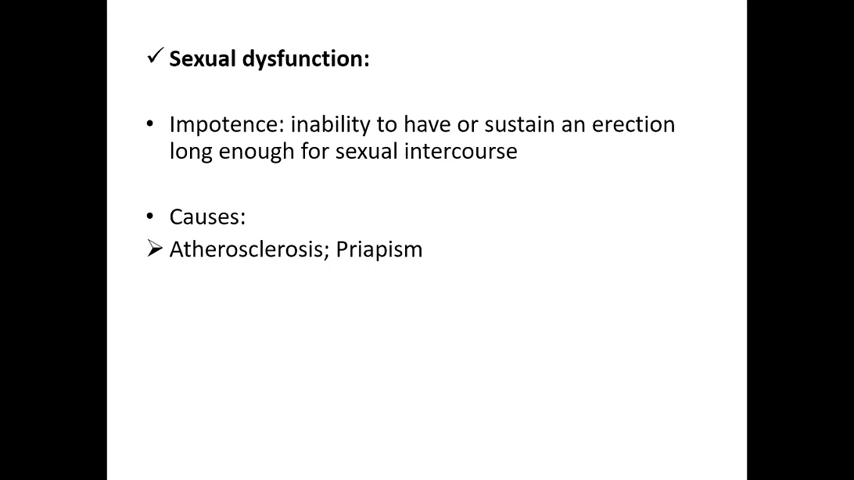 ✓ Sexual dysfunction:
• Impotence: inability to have or sustain an erection
long enough for sexual intercourse
• Causes:
➢ Atherosclerosis; Priapism